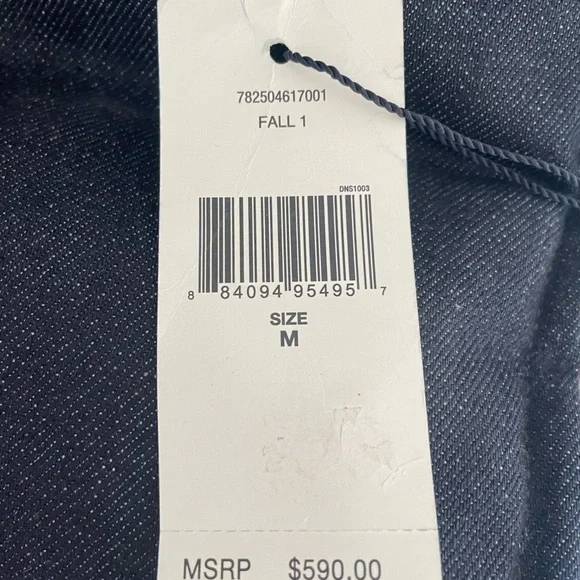 782504617001
FALL 1
DNS1003
8 84094 95495 7
SIZE
M
MSRP $590.00